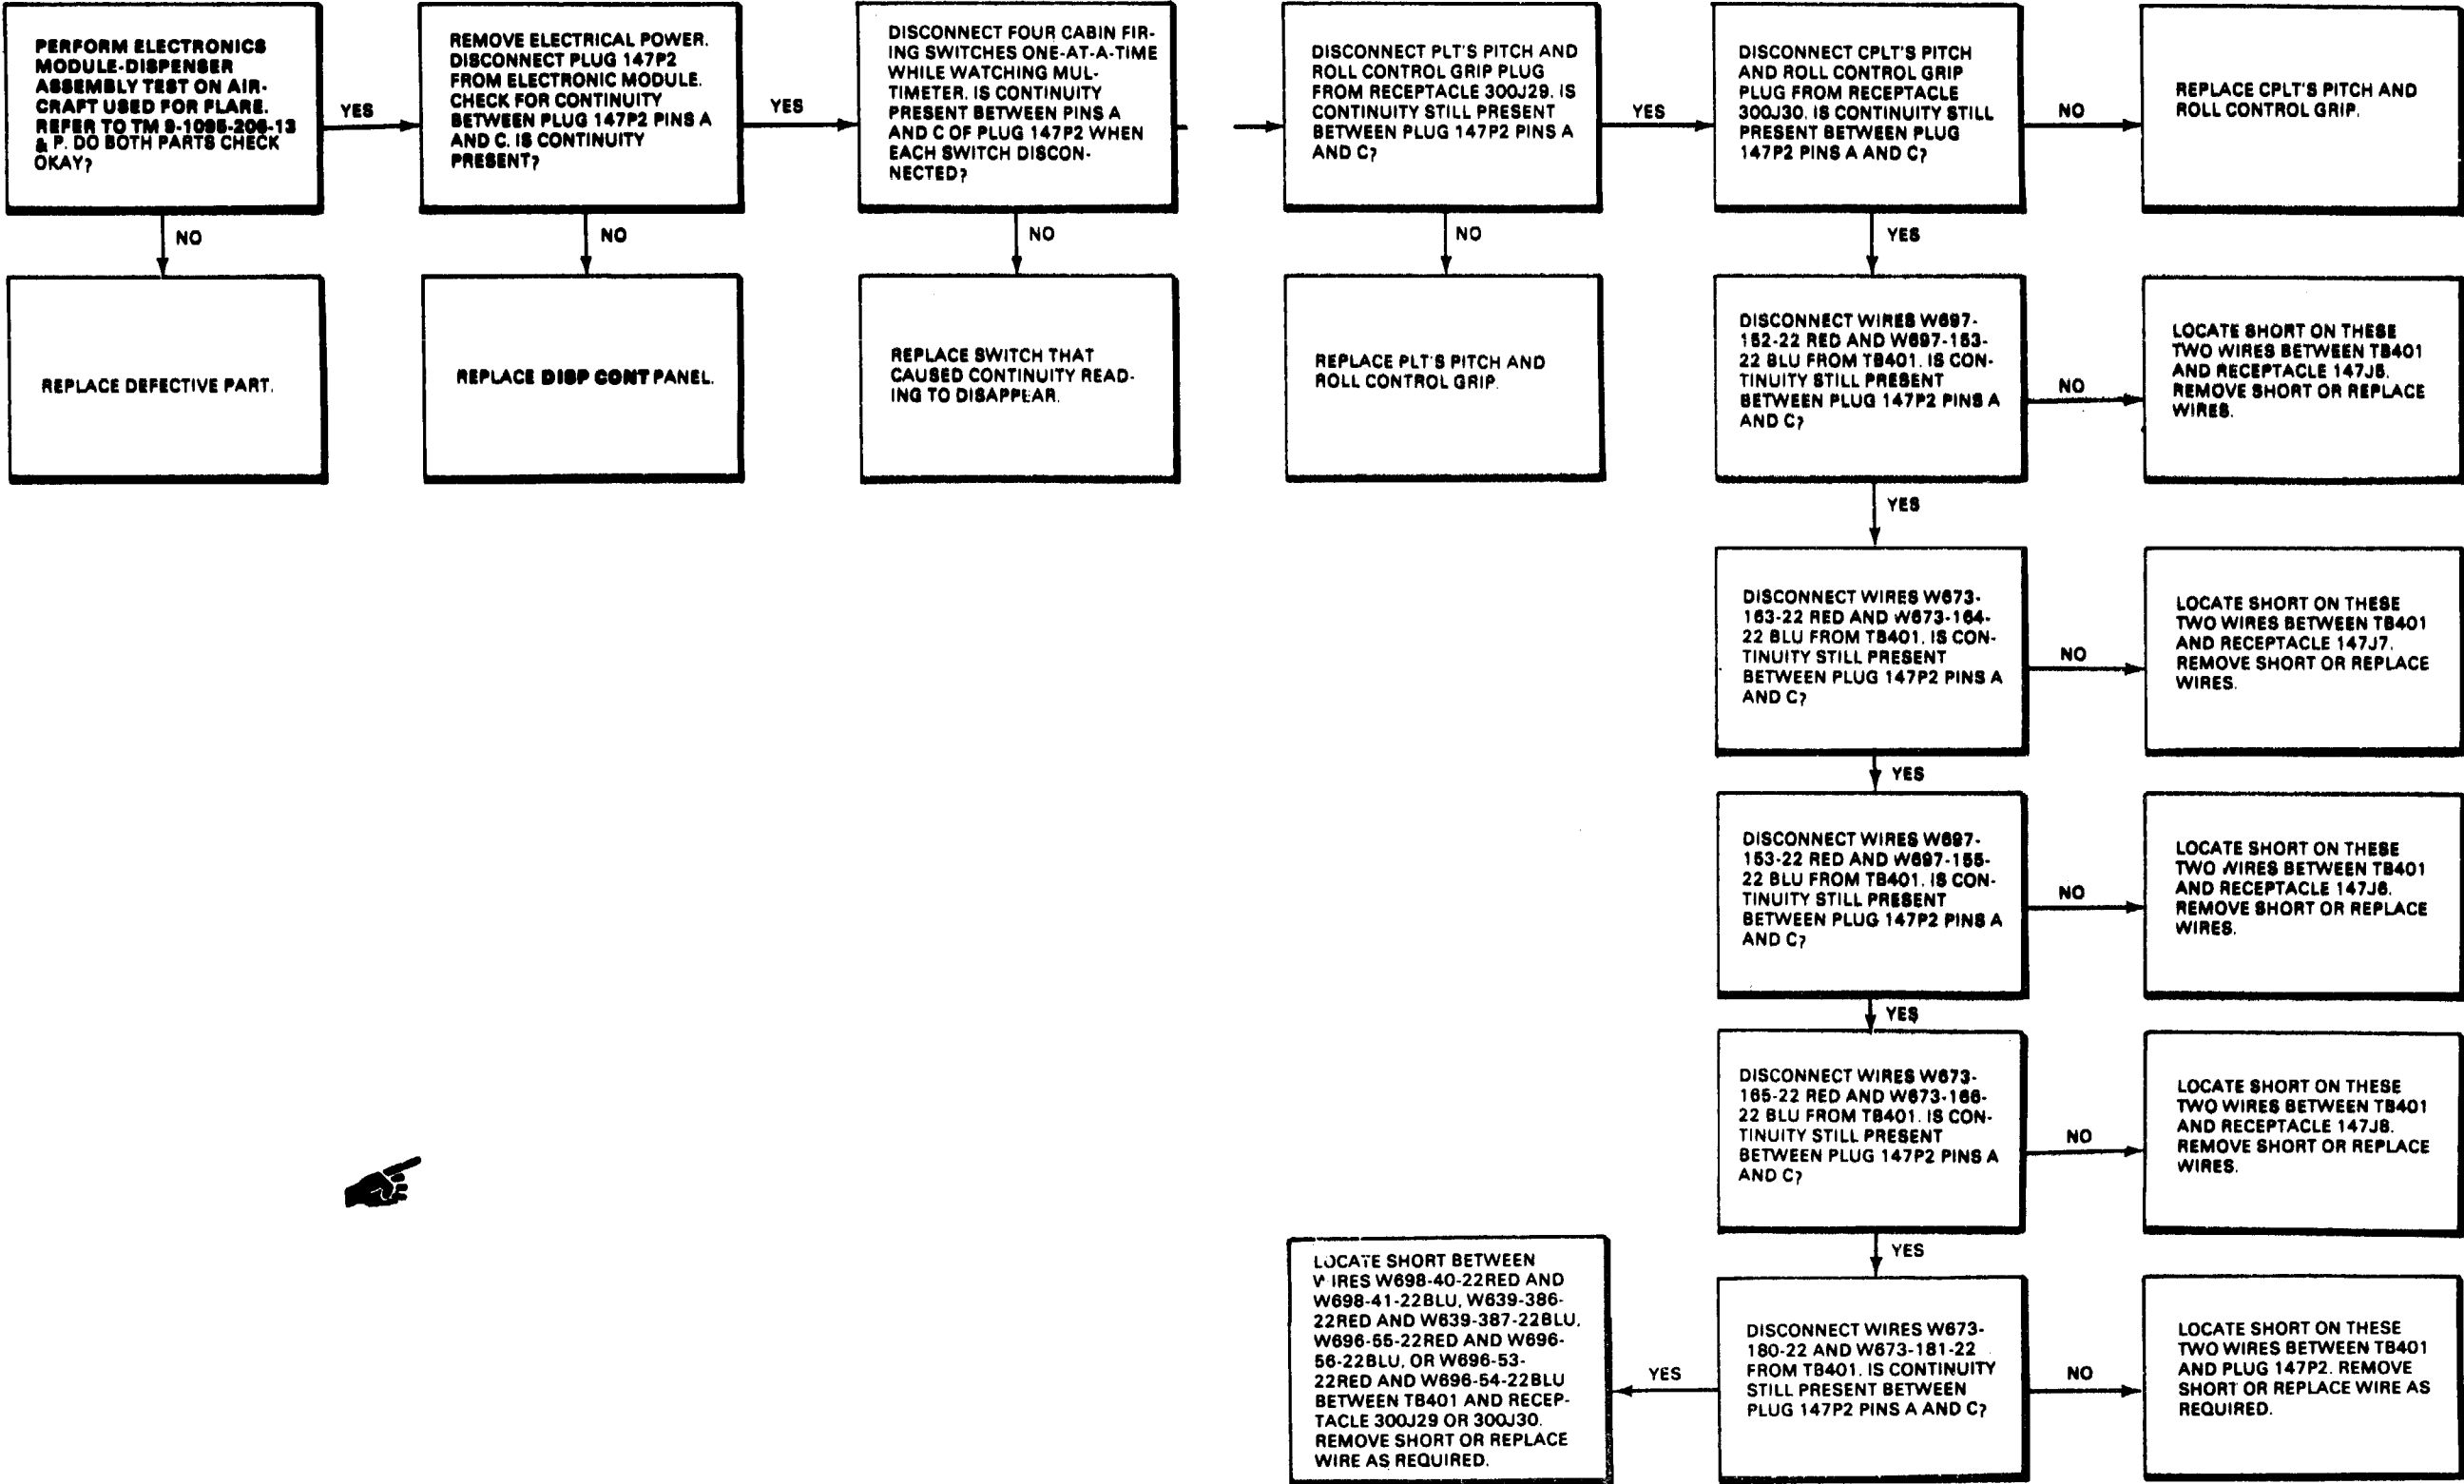 PERFORM ELECTRONICS
MODULE-DISPENSER
ASSEMBLY TEST ON AIR-
CRAFT USED FOR FLARE.
REFER TO TM 9-1095-206-13
& P. DO BOTH PARTS CHECK
OKAY?
YES
NO
REPLACE DEFECTIVE PART.
REMOVE ELECTRICAL POWER.
DISCONNECT PLUG 147P2
FROM ELECTRONIC MODULE.
CHECK FOR CONTINUITY
BETWEEN PLUG 147P2 PINS A
AND C. IS CONTINUITY
PRESENT?
YES
NO
REPLACE DISP CONT PANEL.
DISCONNECT FOUR CABIN FIR-
ING SWITCHES ONE-AT-A-TIME
WHILE WATCHING MUL-
TIMETER. IS CONTINUITY
PRESENT BETWEEN PINS A
AND C OF PLUG 147P2 WHEN
EACH SWITCH DISCON-
NECTED?
NO
REPLACE SWITCH THAT
CAUSED CONTINUITY READ-
ING TO DISAPPEAR.
DISCONNECT PLT'S PITCH AND
ROLL CONTROL GRIP PLUG
FROM RECEPTACLE 300J29. IS
CONTINUITY STILL PRESENT
BETWEEN PLUG 147P2 PINS A
AND C?
YES
NO
REPLACE PLT'S PITCH AND
ROLL CONTROL GRIP.
DISCONNECT CPLT'S PITCH
AND ROLL CONTROL GRIP
PLUG FROM RECEPTACLE
300J30. IS CONTINUITY STILL
PRESENT BETWEEN PLUG
147P2 PINS A AND C?
NO
REPLACE CPLT'S PITCH AND
ROLL CONTROL GRIP.
YES
DISCONNECT WIRES W697-
152-22 RED AND W697-153-
22 BLU FROM TB401. IS CON-
TINUITY STILL PRESENT
BETWEEN PLUG 147P2 PINS A
AND C?
NO
LOCATE SHORT ON THESE
TWO WIRES BETWEEN TB401
AND RECEPTACLE 147J5.
REMOVE SHORT OR REPLACE
WIRES.
YES
DISCONNECT WIRES W673-
163-22 RED AND W673-164-
22 BLU FROM TB401. IS CON-
TINUITY STILL PRESENT
BETWEEN PLUG 147P2 PINS A
AND C?
NO
LOCATE SHORT ON THESE
TWO WIRES BETWEEN TB401
AND RECEPTACLE 147J7.
REMOVE SHORT OR REPLACE
WIRES.
YES
DISCONNECT WIRES W697-
153-22 RED AND W697-155-
22 BLU FROM TB401. IS CON-
TINUITY STILL PRESENT
BETWEEN PLUG 147P2 PINS A
AND C?
NO
LOCATE SHORT ON THESE
TWO WIRES BETWEEN TB401
AND RECEPTACLE 147J6.
REMOVE SHORT OR REPLACE
WIRES.
YES
DISCONNECT WIRES W673-
165-22 RED AND W673-166-
22 BLU FROM TB401. IS CON-
TINUITY STILL PRESENT
BETWEEN PLUG 147P2 PINS A
AND C?
NO
LOCATE SHORT ON THESE
TWO WIRES BETWEEN TB401
AND RECEPTACLE 147J8.
REMOVE SHORT OR REPLACE
WIRES.
YES
DISCONNECT WIRES W673-
180-22 AND W673-181-22
FROM TB401. IS CONTINUITY
STILL PRESENT BETWEEN
PLUG 147P2 PINS A AND C?
NO
LOCATE SHORT ON THESE
TWO WIRES BETWEEN TB401
AND PLUG 147P2. REMOVE
SHORT OR REPLACE WIRE AS
REQUIRED.
YES
LOCATE SHORT BETWEEN
WIRES W698-40-22RED AND
W698-41-22BLU, W639-386-
22RED AND W639-387-22BLU,
W696-55-22RED AND W696-
56-22BLU, OR W696-53-
22RED AND W696-54-22BLU
BETWEEN TB401 AND RECEP-
TACLE 300J29 OR 300J30.
REMOVE SHORT OR REPLACE
WIRE AS REQUIRED.